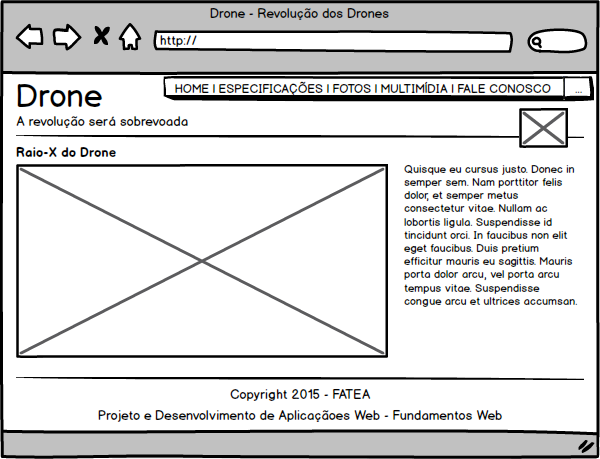 Drone - Revolução dos Drones
http://
HOME | ESPECIFICAÇÕES | FOTOS | MULTIMÍDIA | FALE CONOSCO ...
Drone
A revolução será sobrevoada
Raio-X do Drone
Quisque eu cursus justo. Donec in
semper sem. Nam porttitor felis
dolor, et semper metus
consectetur vitae. Nullam ac
lobortis ligula. Suspendisse id
tincidunt orci. In faucibus non elit
eget faucibus. Duis pretium
efficitur mauris eu sagittis. Mauris
porta dolor arcu, vel porta arcu
tempus vitae. Suspendisse
congue arcu et ultrices accumsan.
Copyright 2015 - FATEA
Projeto e Desenvolvimento de Aplicaçãoes Web - Fundamentos Web